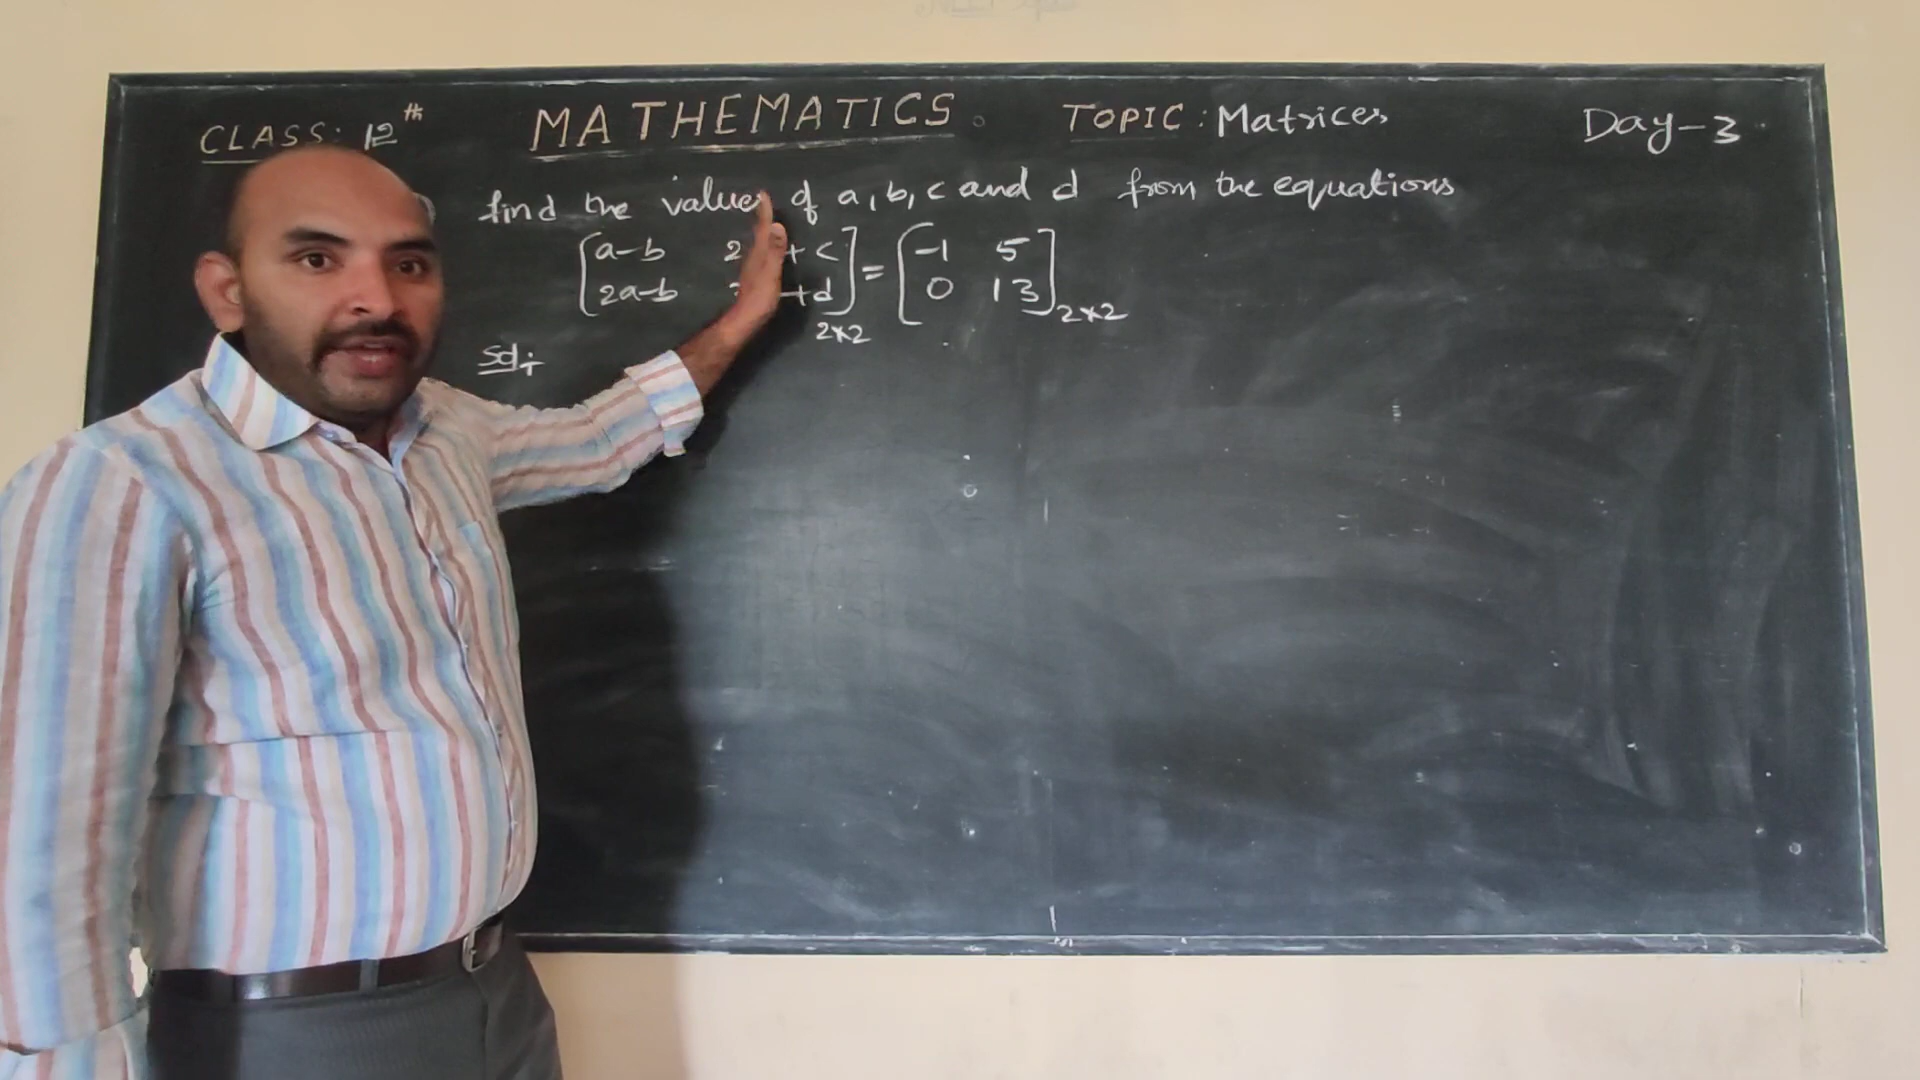 CLASS: 12th MATHEMATICS. TOPIC: Matrices Day-3
find the values of a, b, c and d from the equations
[a-b 2 + c] = [-1 5]
[2a-b +d] 2×2 [0 13] 2×2
Sol: